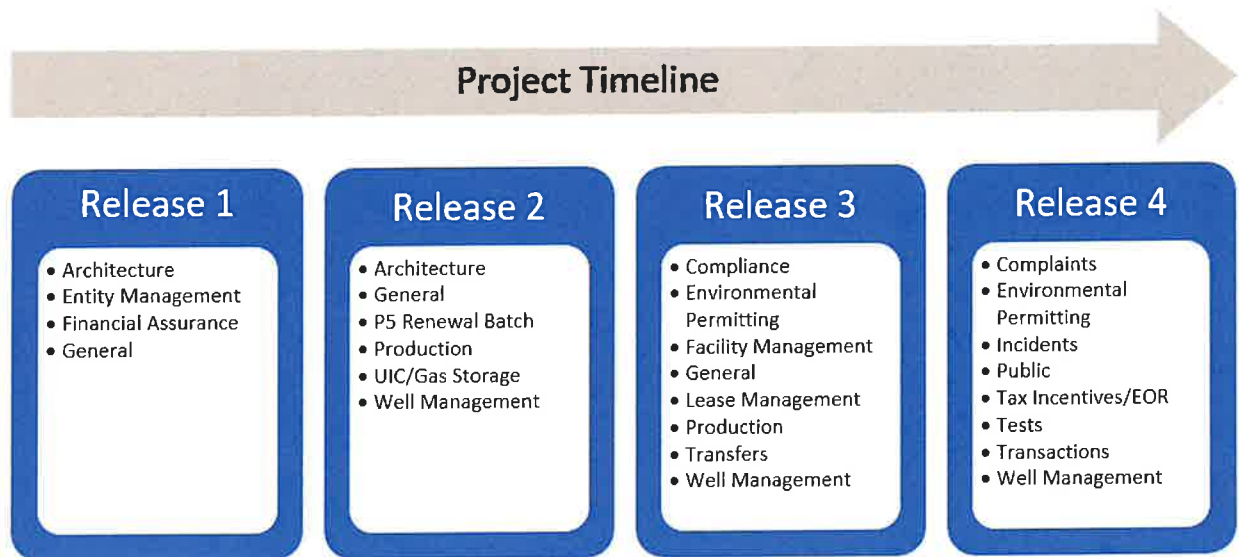 Project Timeline
Release 1
• Architecture
• Entity Management
• Financial Assurance
• General
Release 2
• Architecture
• General
• P5 Renewal Batch
• Production
• UIC/Gas Storage
• Well Management
Release 3
• Compliance
• Environmental
Permitting
• Facility Management
• General
• Lease Management
• Production
• Transfers
• Well Management
Release 4
• Complaints
• Environmental
Permitting
• Incidents
• Public
• Tax Incentives/EOR
• Tests
• Transactions
• Well Management